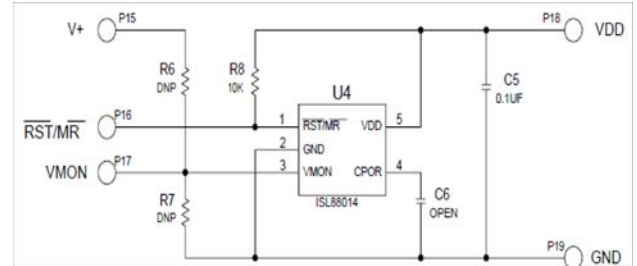 V+ P15 P18 VDD
R6 DNP R8 10K U4 C5 0.1UF
P16 RST/MR 1 RST/MR VDD 5
2 GND
P17 VMON 3 VMON CPOR 4
R7 DNP ISL88014 C6 OPEN
P19 GND